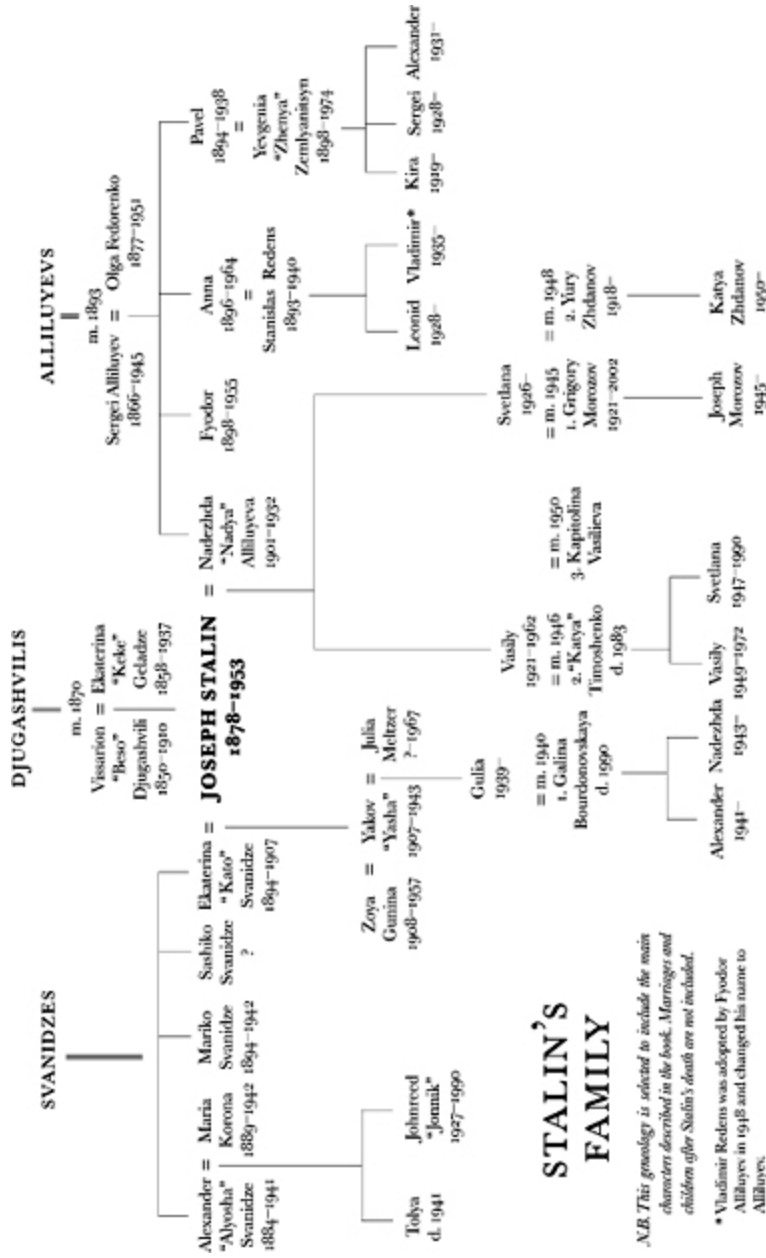 SVANIDZES
DJUGASHVILIS
ALLILUYEVS
m. 1870
m. 1893
Vissarion = Ekaterina
"Beso" "Keke"
Djugashvili Geladze
1850–1910 1858–1937
Sergei Alliluyev = Olga Fedorenko
1866–1945 1877–1951
Alexander = Maria
"Alyosha" Korona
Svanidze 1889–1942
1884–1941
Mariko
Svanidze
1894–1942
Sashiko
Svanidze
?
Ekaterina
"Kato"
Svanidze
1894–1907
=
JOSEPH STALIN
1878–1953
=
Nadezhda
"Nadya"
Alliluyeva
1901–1932
Fyodor
1898–1955
Anna
1896–1964
=
Stanislas Redens
1893–1940
Pavel
1894–1938
=
Yevgenia
"Zhenya"
Zemlyanitsyn
1898–1974
Tolya
d. 1941
Johnreed
"Jonnik"
1927–1990
Zoya = Yakov = Julia
Gunina "Yasha" Meltzer
1908–1957 1907–1943 ?–1967
Gulia
1939–
Leonid
1928–
Vladimir*
1935–
Kira
1919–
Sergei
1928–
Alexander
1931–
Vasily
1921–1962
Svetlana
1926–
= m. 1940
1. Galina
Bourdonovskaya
d. 1990
= m. 1946
2. "Katya"
Timoshenko
d. 1983
= m. 1950
3. Kapitolina
Vasilieva
= m. 1945
1. Grigory
Morozov
1921–2002
= m. 1948
2. Yury
Zhdanov
1918–
Alexander
1941–
Nadezhda
1943–
Vasily
1949–1972
Svetlana
1947–1990
Joseph
Morozov
1945–
Katya
Zhdanov
1950–
STALIN'S
FAMILY
N.B. This geneology is selected to include the main
characters described in the book. Marriages and
children after Stalin's death are not included.
* Vladimir Redens was adopted by Fyodor
Alliluyev in 1948 and changed his name to
Alliluyev.